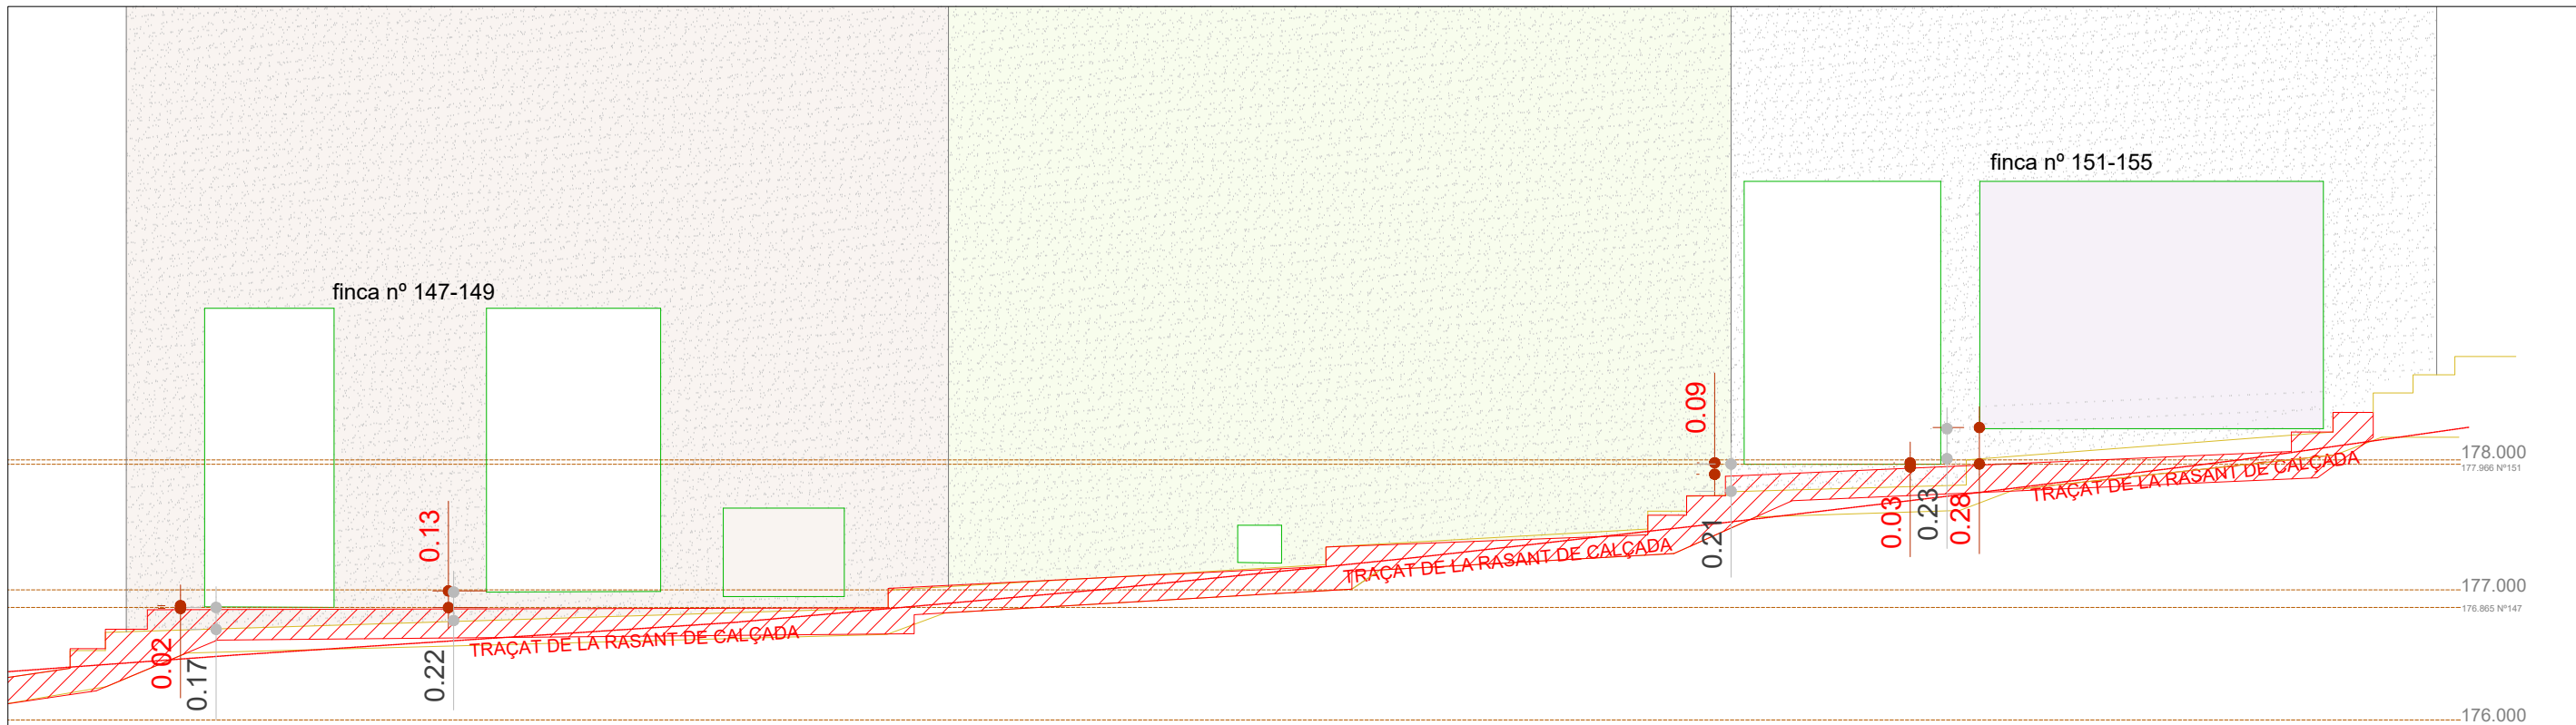 finca nº 151-155
finca nº 147-149
0.09
178.000
177.966 Nº151
TRAÇAT DE LA RASANT DE CALÇADA
0.13
0.21
0.03
0.23
0.28
TRAÇAT DE LA RASANT DE CALÇADA
177.000
176.865 Nº147
TRAÇAT DE LA RASANT DE CALÇADA
0.02
0.17
0.22
176.000